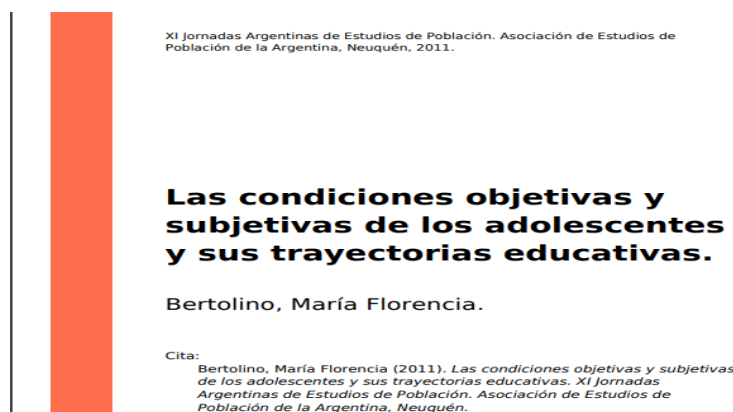 XI Jornadas Argentinas de Estudios de Población. Asociación de Estudios de
Población de la Argentina, Neuquén, 2011.
Las condiciones objetivas y
subjetivas de los adolescentes
y sus trayectorias educativas.
Bertolino, María Florencia.
Cita:
Bertolino, María Florencia (2011). Las condiciones objetivas y subjetivas
de los adolescentes y sus trayectorias educativas. XI Jornadas
Argentinas de Estudios de Población. Asociación de Estudios de
Población de la Argentina, Neuquén.